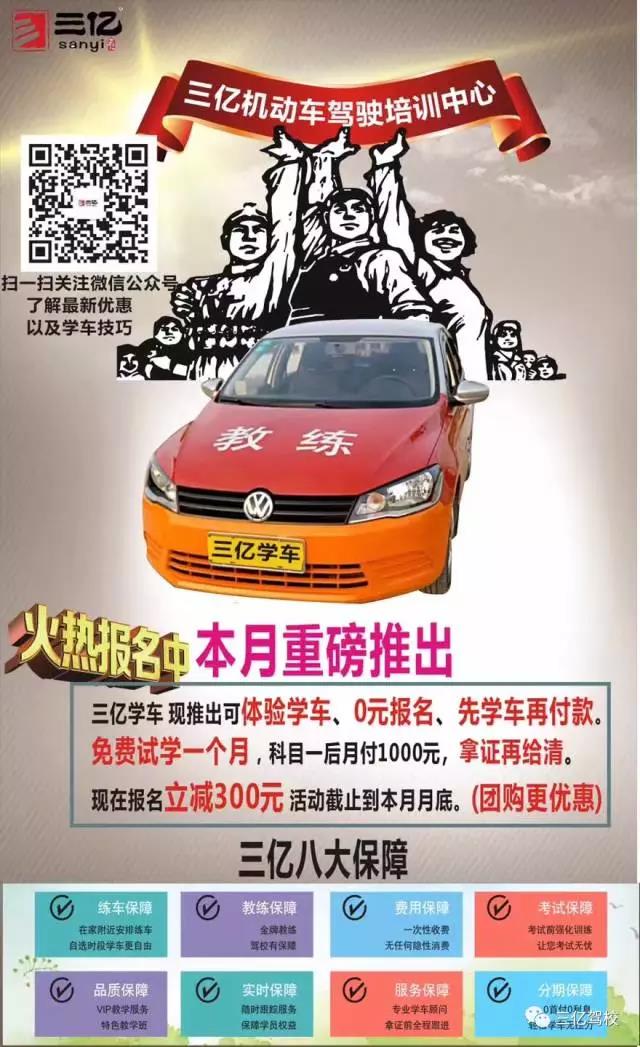 三亿
sanyi
三亿机动车驾驶培训中心
扫一扫关注微信公众号
了解最新优惠
以及学车技巧
教 练
三亿学车
火热报名中
本月重磅推出
三亿学车 现推出可体验学车、0元报名、先学车再付款。
免费试学一个月，科目一后月付1000元，拿证再给清。
现在报名立减300元 活动截止到本月月底。(团购更优惠)
三亿八大保障
练车保障
在家附近安排练车
自选时段学车更自由
教练保障
金牌教练
驾校有保障
费用保障
一次性收费
无任何隐性消费
考试保障
考试前强化训练
让您考试无忧
品质保障
VIP教学服务
特色教学班
实时保障
随时跟踪服务
保障学员权益
服务保障
专业学车顾问
拿证前全程跟进
分期保障
0首付0利息
三亿驾校